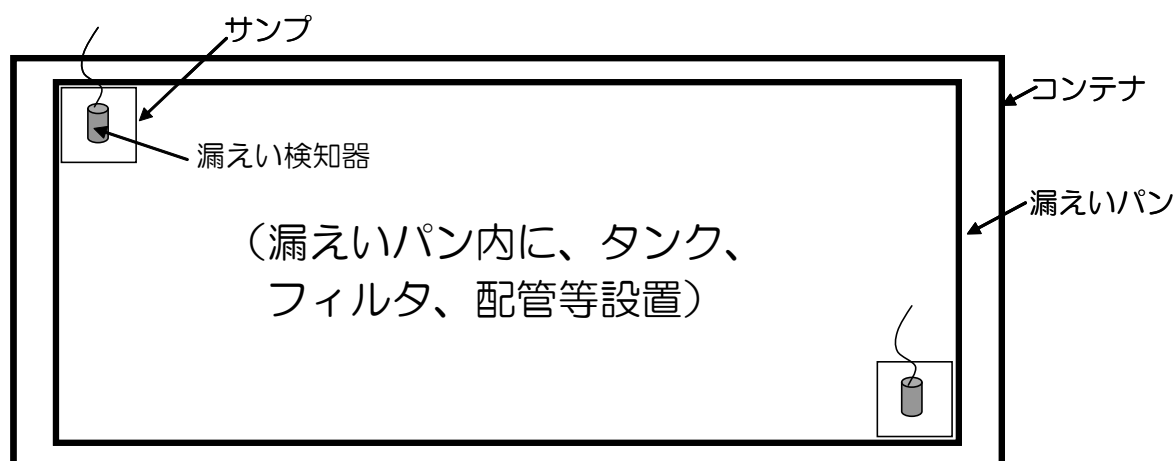 サンプ
コンテナ
漏えい検知器
漏えいパン
（漏えいパン内に、タンク、
フィルタ、配管等設置）